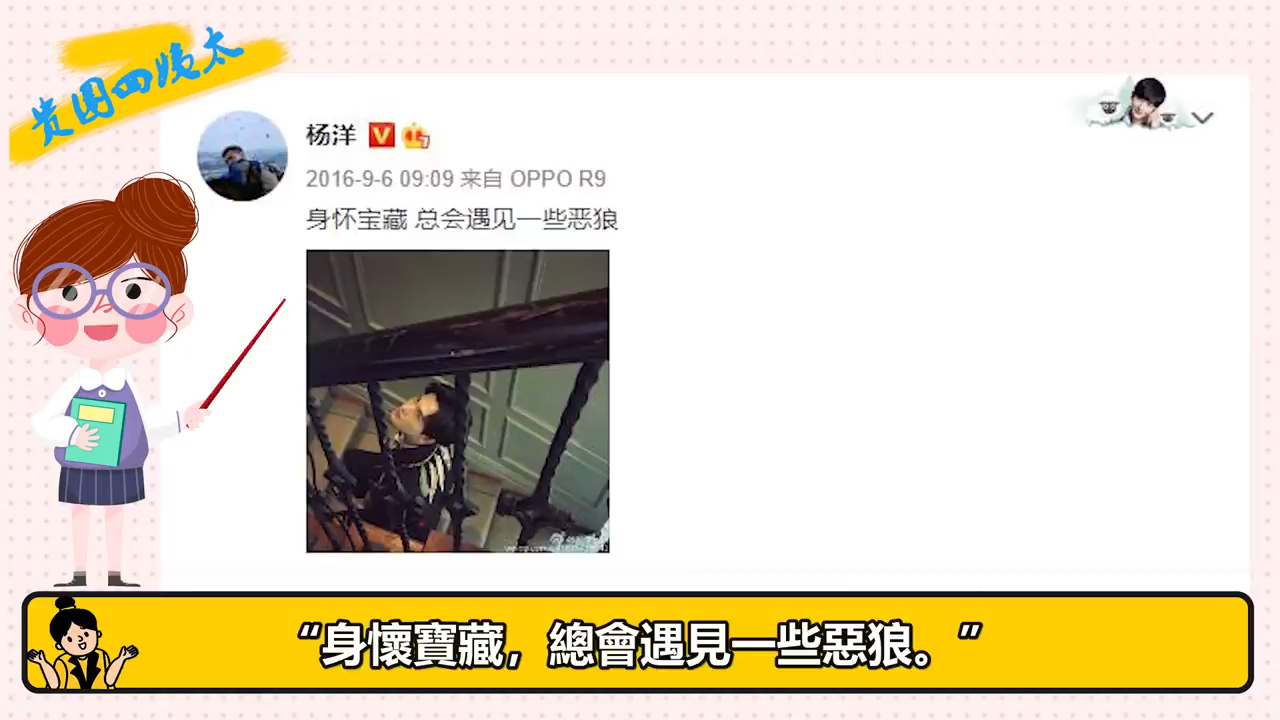 贵圈四姨太
杨洋
2016-9-6 09:09 来自 OPPO R9
身怀宝藏 总会遇见一些恶狼
“身懷寶藏，總會遇見一些惡狼。”